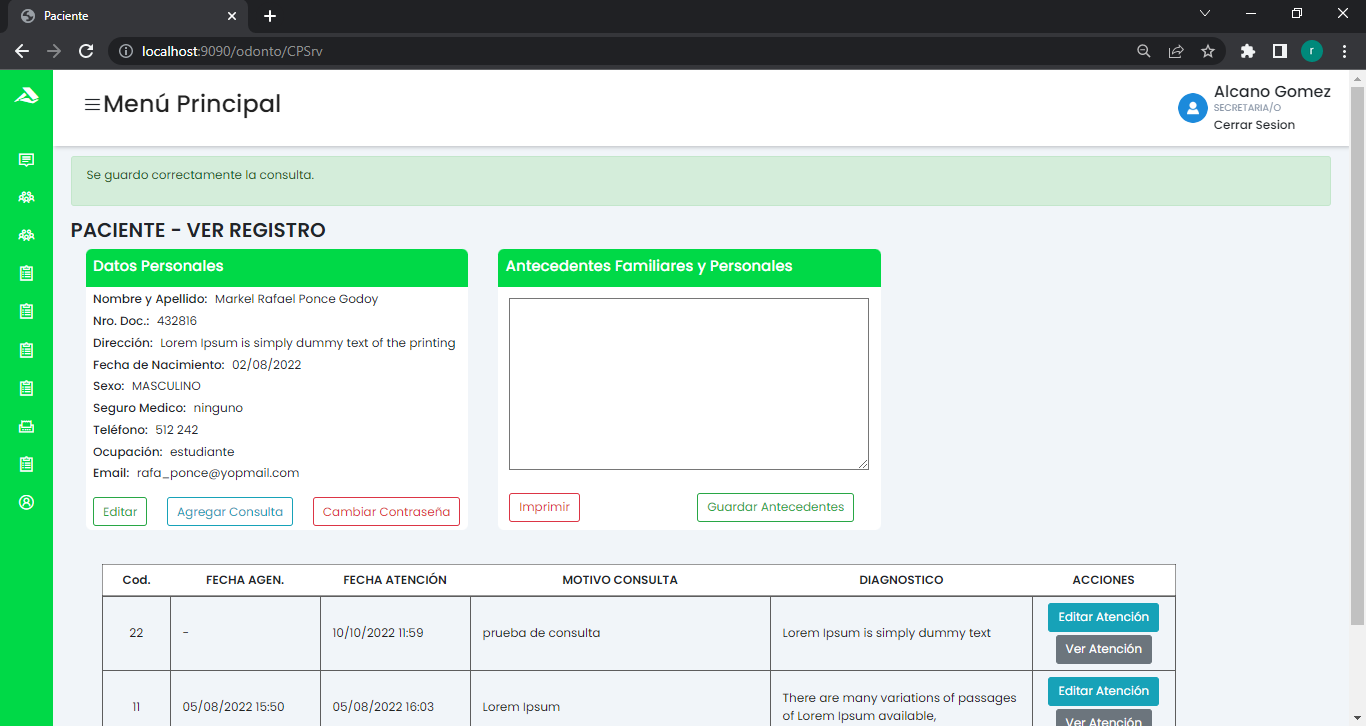 Paciente
localhost:9090/odonto/CPSrv
r
Menú Principal
Alcano Gomez
SECRETARIA/O
Cerrar Sesion
Se guardo correctamente la consulta.
PACIENTE - VER REGISTRO
Datos Personales
Nombre y Apellido: Markel Rafael Ponce Godoy
Nro. Doc.: 432816
Dirección: Lorem Ipsum is simply dummy text of the printing
Fecha de Nacimiento: 02/08/2022
Sexo: MASCULINO
Seguro Medico: ninguno
Teléfono: 512 242
Ocupación: estudiante
Email: rafa_ponce@yopmail.com
Editar Agregar Consulta Cambiar Contraseña
Antecedentes Familiares y Personales
Imprimir Guardar Antecedentes
Cod. FECHA AGEN. FECHA ATENCIÓN MOTIVO CONSULTA DIAGNOSTICO ACCIONES
22 - 10/10/2022 11:59 prueba de consulta Lorem Ipsum is simply dummy text Editar Atención
Ver Atención
11 05/08/2022 15:50 05/08/2022 16:03 Lorem Ipsum There are many variations of passages
of Lorem Ipsum available,
Editar Atención
Ver Atención